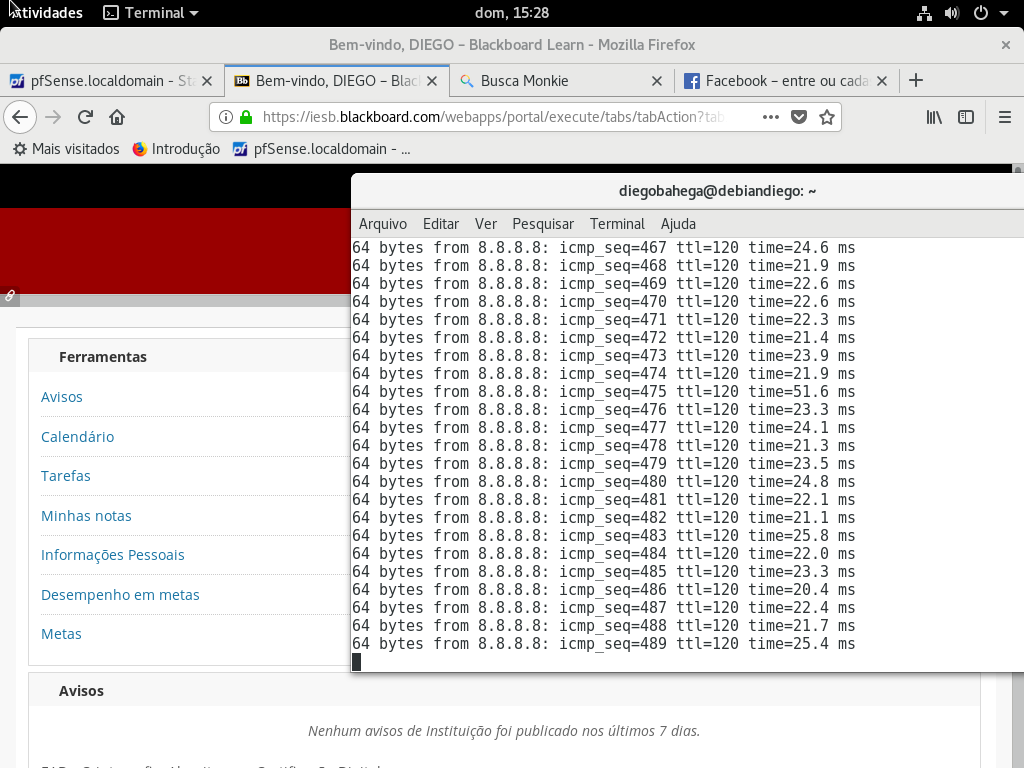 Atividades Terminal dom, 15:28
Bem-vindo, DIEGO – Blackboard Learn - Mozilla Firefox
pfSense.localdomain - Sta Bem-vindo, DIEGO – Blac Busca Monkie Facebook – entre ou cada
https://iesb.blackboard.com/webapps/portal/execute/tabs/tabAction?tab
Mais visitados Introdução pfSense.localdomain - ...
diegobahega@debiandiego: ~
Arquivo Editar Ver Pesquisar Terminal Ajuda
64 bytes from 8.8.8.8: icmp_seq=467 ttl=120 time=24.6 ms
64 bytes from 8.8.8.8: icmp_seq=468 ttl=120 time=21.9 ms
64 bytes from 8.8.8.8: icmp_seq=469 ttl=120 time=22.6 ms
64 bytes from 8.8.8.8: icmp_seq=470 ttl=120 time=22.6 ms
64 bytes from 8.8.8.8: icmp_seq=471 ttl=120 time=22.3 ms
64 bytes from 8.8.8.8: icmp_seq=472 ttl=120 time=21.4 ms
64 bytes from 8.8.8.8: icmp_seq=473 ttl=120 time=23.9 ms
64 bytes from 8.8.8.8: icmp_seq=474 ttl=120 time=21.9 ms
64 bytes from 8.8.8.8: icmp_seq=475 ttl=120 time=51.6 ms
64 bytes from 8.8.8.8: icmp_seq=476 ttl=120 time=23.3 ms
64 bytes from 8.8.8.8: icmp_seq=477 ttl=120 time=24.1 ms
64 bytes from 8.8.8.8: icmp_seq=478 ttl=120 time=21.3 ms
64 bytes from 8.8.8.8: icmp_seq=479 ttl=120 time=23.5 ms
64 bytes from 8.8.8.8: icmp_seq=480 ttl=120 time=24.8 ms
64 bytes from 8.8.8.8: icmp_seq=481 ttl=120 time=22.1 ms
64 bytes from 8.8.8.8: icmp_seq=482 ttl=120 time=21.1 ms
64 bytes from 8.8.8.8: icmp_seq=483 ttl=120 time=25.8 ms
64 bytes from 8.8.8.8: icmp_seq=484 ttl=120 time=22.0 ms
64 bytes from 8.8.8.8: icmp_seq=485 ttl=120 time=23.3 ms
64 bytes from 8.8.8.8: icmp_seq=486 ttl=120 time=20.4 ms
64 bytes from 8.8.8.8: icmp_seq=487 ttl=120 time=22.4 ms
64 bytes from 8.8.8.8: icmp_seq=488 ttl=120 time=21.7 ms
64 bytes from 8.8.8.8: icmp_seq=489 ttl=120 time=25.4 ms
Ferramentas
Avisos
Calendário
Tarefas
Minhas notas
Informações Pessoais
Desempenho em metas
Metas
Avisos
Nenhum avisos de Instituição foi publicado nos últimos 7 dias.